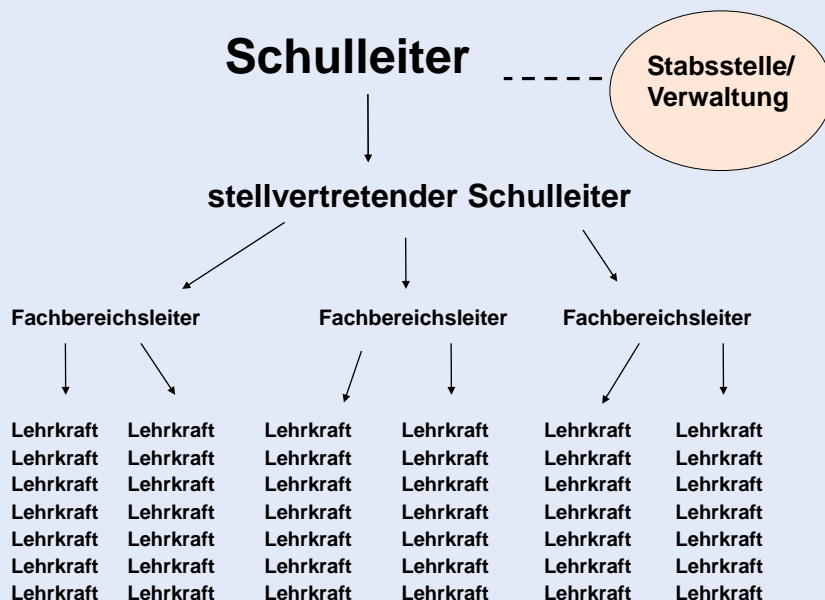 Schulleiter
Stabsstelle/
Verwaltung
stellvertretender Schulleiter
Fachbereichsleiter Fachbereichsleiter Fachbereichsleiter
Lehrkraft Lehrkraft Lehrkraft Lehrkraft Lehrkraft Lehrkraft
Lehrkraft Lehrkraft Lehrkraft Lehrkraft Lehrkraft Lehrkraft
Lehrkraft Lehrkraft Lehrkraft Lehrkraft Lehrkraft Lehrkraft
Lehrkraft Lehrkraft Lehrkraft Lehrkraft Lehrkraft Lehrkraft
Lehrkraft Lehrkraft Lehrkraft Lehrkraft Lehrkraft Lehrkraft
Lehrkraft Lehrkraft Lehrkraft Lehrkraft Lehrkraft Lehrkraft
Lehrkraft Lehrkraft Lehrkraft Lehrkraft Lehrkraft Lehrkraft